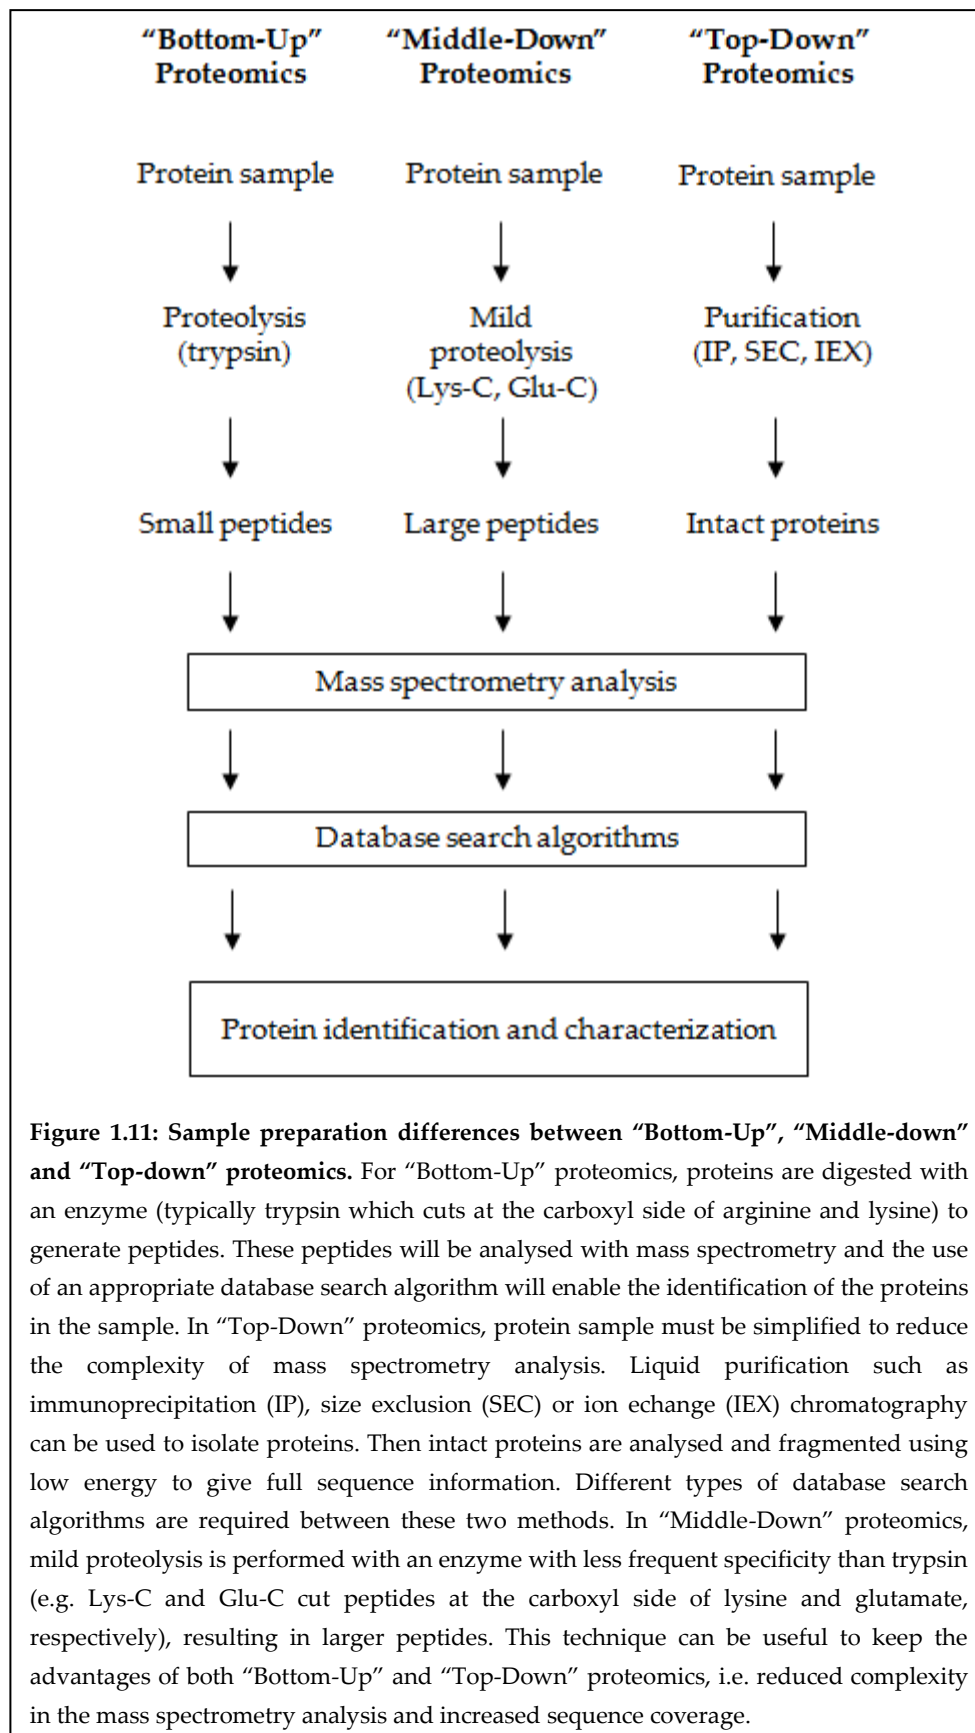 “Bottom-Up” “Middle-Down” “Top-Down”
Proteomics Proteomics Proteomics
Protein sample Protein sample Protein sample
Proteolysis Mild Purification
(trypsin) proteolysis (IP, SEC, IEX)
(Lys-C, Glu-C)
Small peptides Large peptides Intact proteins
Mass spectrometry analysis
Database search algorithms
Protein identification and characterization
Figure 1.11: Sample preparation differences between “Bottom-Up”, “Middle-down”
and “Top-down” proteomics. For “Bottom-Up” proteomics, proteins are digested with
an enzyme (typically trypsin which cuts at the carboxyl side of arginine and lysine) to
generate peptides. These peptides will be analysed with mass spectrometry and the use
of an appropriate database search algorithm will enable the identification of the proteins
in the sample. In “Top-Down” proteomics, protein sample must be simplified to reduce
the complexity of mass spectrometry analysis. Liquid purification such as
immunoprecipitation (IP), size exclusion (SEC) or ion echange (IEX) chromatography
can be used to isolate proteins. Then intact proteins are analysed and fragmented using
low energy to give full sequence information. Different types of database search
algorithms are required between these two methods. In “Middle-Down” proteomics,
mild proteolysis is performed with an enzyme with less frequent specificity than trypsin
(e.g. Lys-C and Glu-C cut peptides at the carboxyl side of lysine and glutamate,
respectively), resulting in larger peptides. This technique can be useful to keep the
advantages of both “Bottom-Up” and “Top-Down” proteomics, i.e. reduced complexity
in the mass spectrometry analysis and increased sequence coverage.